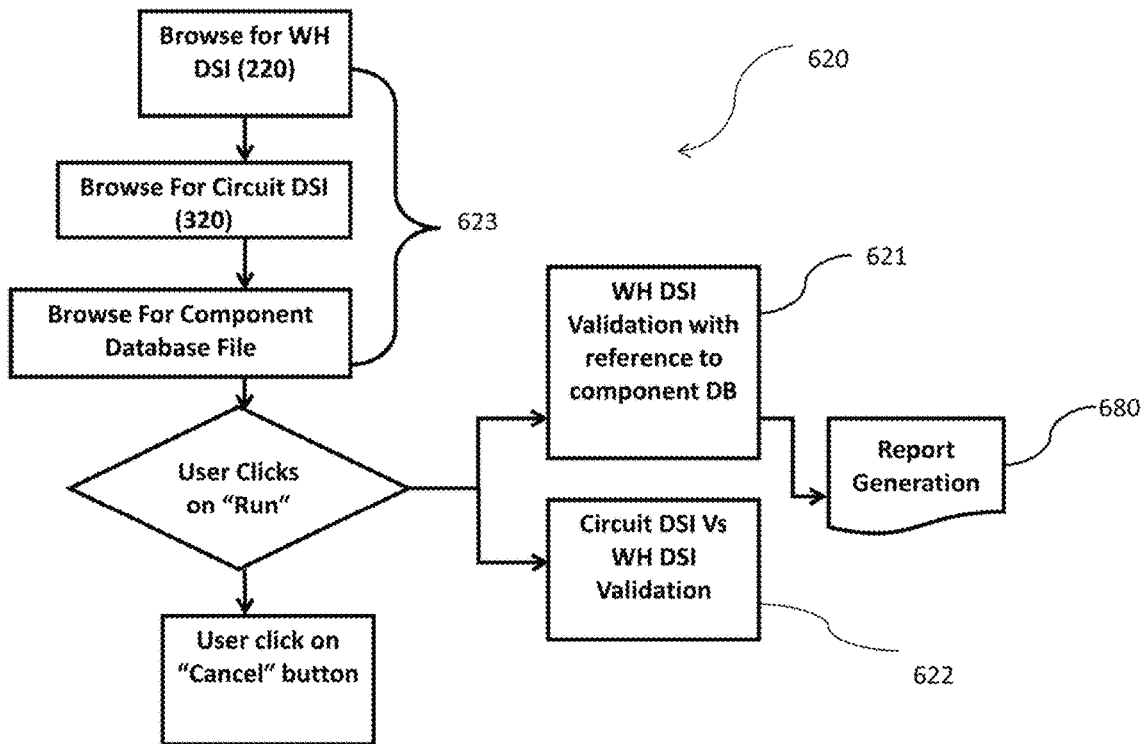 Browse for WH
DSI (220)
620
Browse For Circuit DSI
(320)
623
Browse For Component
Database File
621
WH DSI
Validation with
reference to
component DB
680
User Clicks
on “Run”
Report
Generation
Circuit DSI Vs
WH DSI
Validation
User click on
“Cancel” button
622